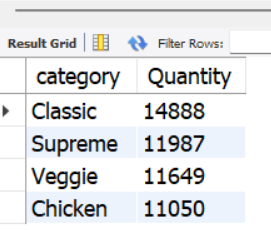 Result Grid Filter Rows:
category Quantity
Classic 14888
Supreme 11987
Veggie 11649
Chicken 11050